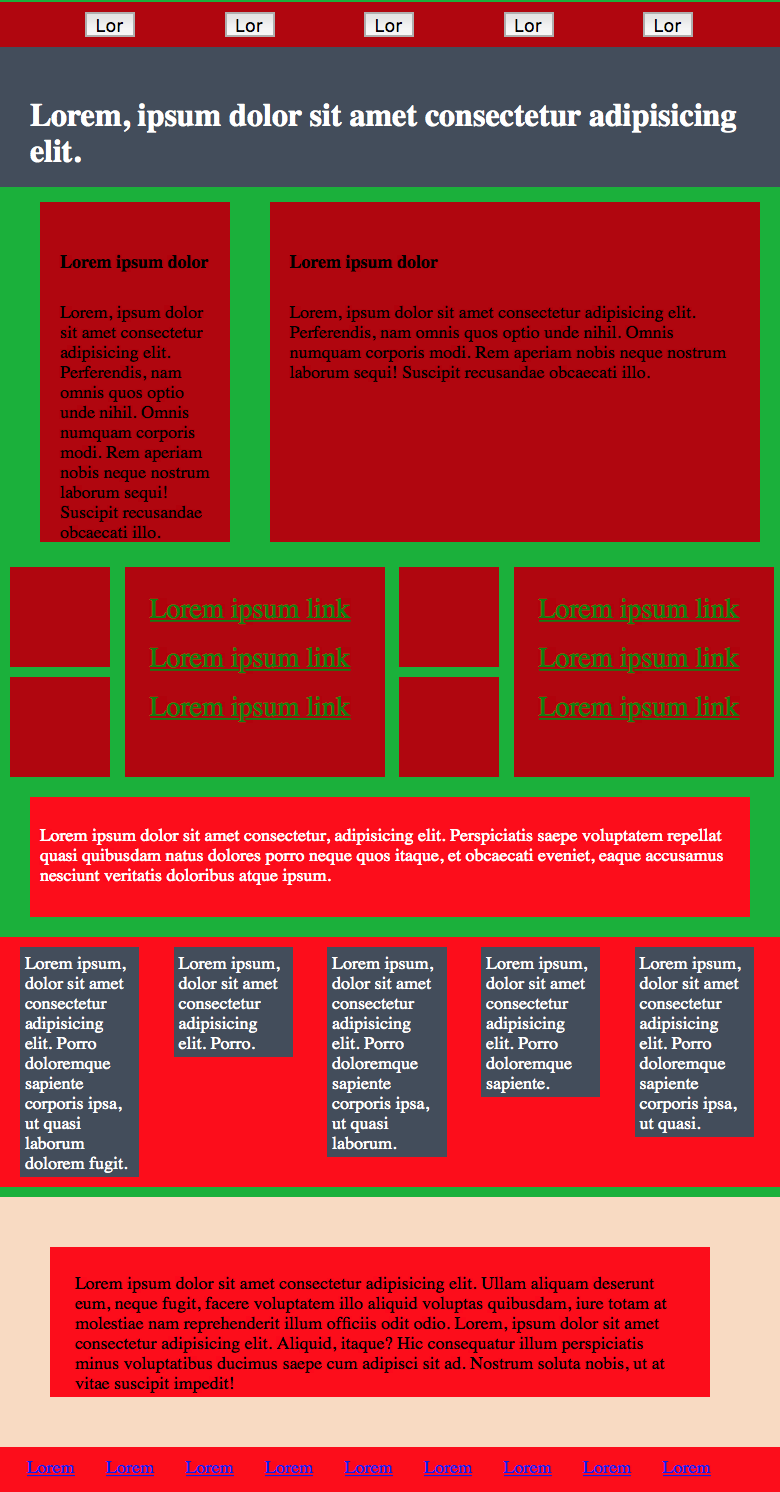 Lor Lor Lor Lor Lor
Lorem, ipsum dolor sit amet consectetur adipisicing
elit.
Lorem ipsum dolor
Lorem, ipsum dolor
sit amet consectetur
adipisicing elit.
Perferendis, nam
omnis quos optio
unde nihil. Omnis
numquam corporis
modi. Rem aperiam
nobis neque nostrum
laborum sequi!
Suscipit recusandae
obcaecati illo.
Lorem ipsum dolor
Lorem, ipsum dolor sit amet consectetur adipisicing elit.
Perferendis, nam omnis quos optio unde nihil. Omnis
numquam corporis modi. Rem aperiam nobis neque nostrum
laborum sequi! Suscipit recusandae obcaecati illo.
Lorem ipsum link
Lorem ipsum link
Lorem ipsum link
Lorem ipsum link
Lorem ipsum link
Lorem ipsum link
Lorem ipsum dolor sit amet consectetur, adipisicing elit. Perspiciatis saepe voluptatem repellat
quasi quibusdam natus dolores porro neque quos itaque, et obcaecati eveniet, eaque accusamus
nesciunt veritatis doloribus atque ipsum.
Lorem ipsum,
dolor sit amet
consectetur
adipisicing
elit. Porro
doloremque
sapiente
corporis ipsa,
ut quasi
laborum
dolorem fugit.
Lorem ipsum,
dolor sit amet
consectetur
adipisicing
elit. Porro.
Lorem ipsum,
dolor sit amet
consectetur
adipisicing
elit. Porro
doloremque
sapiente
corporis ipsa,
ut quasi
laborum.
Lorem ipsum,
dolor sit amet
consectetur
adipisicing
elit. Porro
doloremque
sapiente.
Lorem ipsum,
dolor sit amet
consectetur
adipisicing
elit. Porro
doloremque
sapiente
corporis ipsa,
ut quasi.
Lorem ipsum dolor sit amet consectetur adipisicing elit. Ullam aliquam deserunt
eum, neque fugit, facere voluptatem illo aliquid voluptas quibusdam, iure totam at
molestiae nam reprehenderit illum officiis odit odio. Lorem, ipsum dolor sit amet
consectetur adipisicing elit. Aliquid, itaque? Hic consequatur illum perspiciatis
minus voluptatibus ducimus saepe cum adipisci sit ad. Nostrum soluta nobis, ut at
vitae suscipit impedit!
Lorem Lorem Lorem Lorem Lorem Lorem Lorem Lorem Lorem